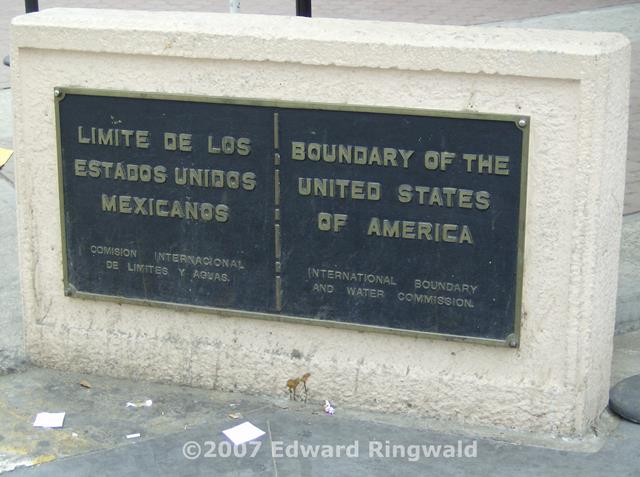 LIMITE DE LOS
ESTADOS UNIDOS
MEXICANOS
COMISION INTERNACIONAL
DE LIMITES Y AGUAS.
BOUNDARY OF THE
UNITED STATES
OF AMERICA
INTERNATIONAL BOUNDARY
AND WATER COMMISSION.
©2007 Edward Ringwald